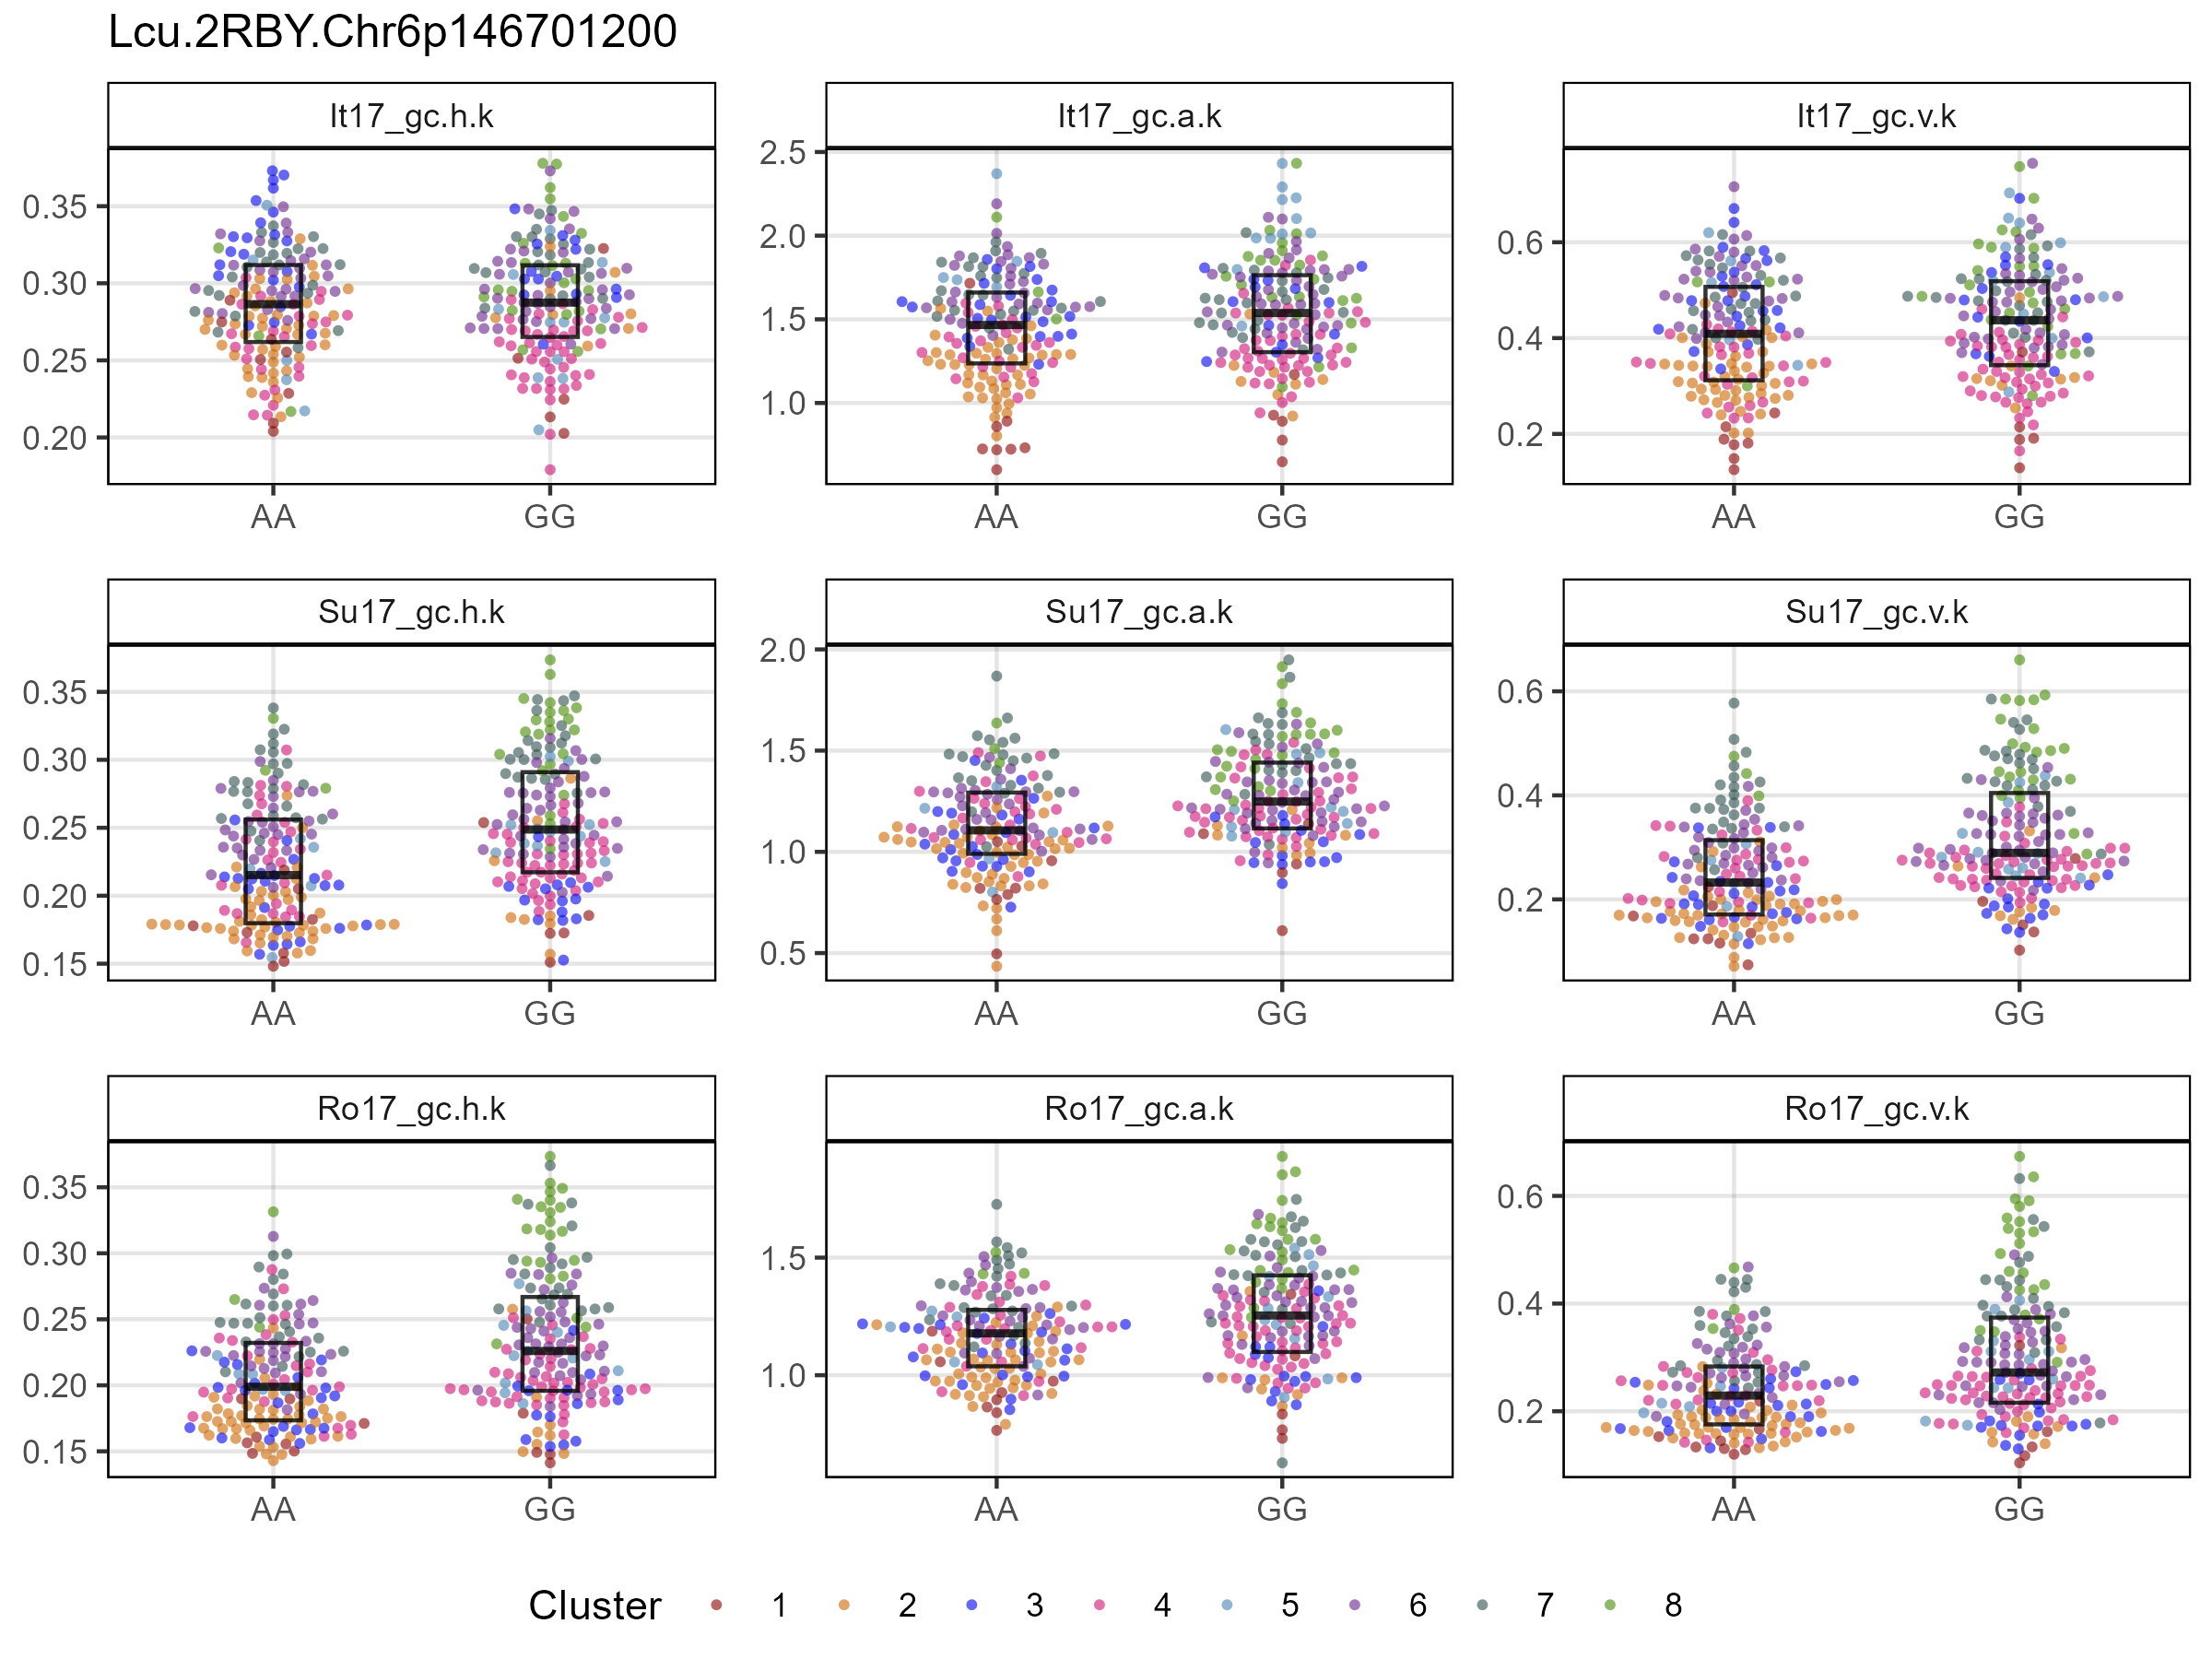 Lcu.2RBY.Chr6p146701200
It17_gc.h.k
It17_gc.a.k
It17_gc.v.k
0.35
0.30
0.25
0.20
AA
GG
2.5
2.0
1.5
1.0
AA
GG
0.6
0.4
0.2
AA
GG
Su17_gc.h.k
Su17_gc.a.k
Su17_gc.v.k
0.35
0.30
0.25
0.20
0.15
AA
GG
2.0
1.5
1.0
0.5
AA
GG
0.6
0.4
0.2
AA
GG
Ro17_gc.h.k
Ro17_gc.a.k
Ro17_gc.v.k
0.35
0.30
0.25
0.20
0.15
AA
GG
1.5
1.0
AA
GG
0.6
0.4
0.2
AA
GG
Cluster 1 2 3 4 5 6 7 8